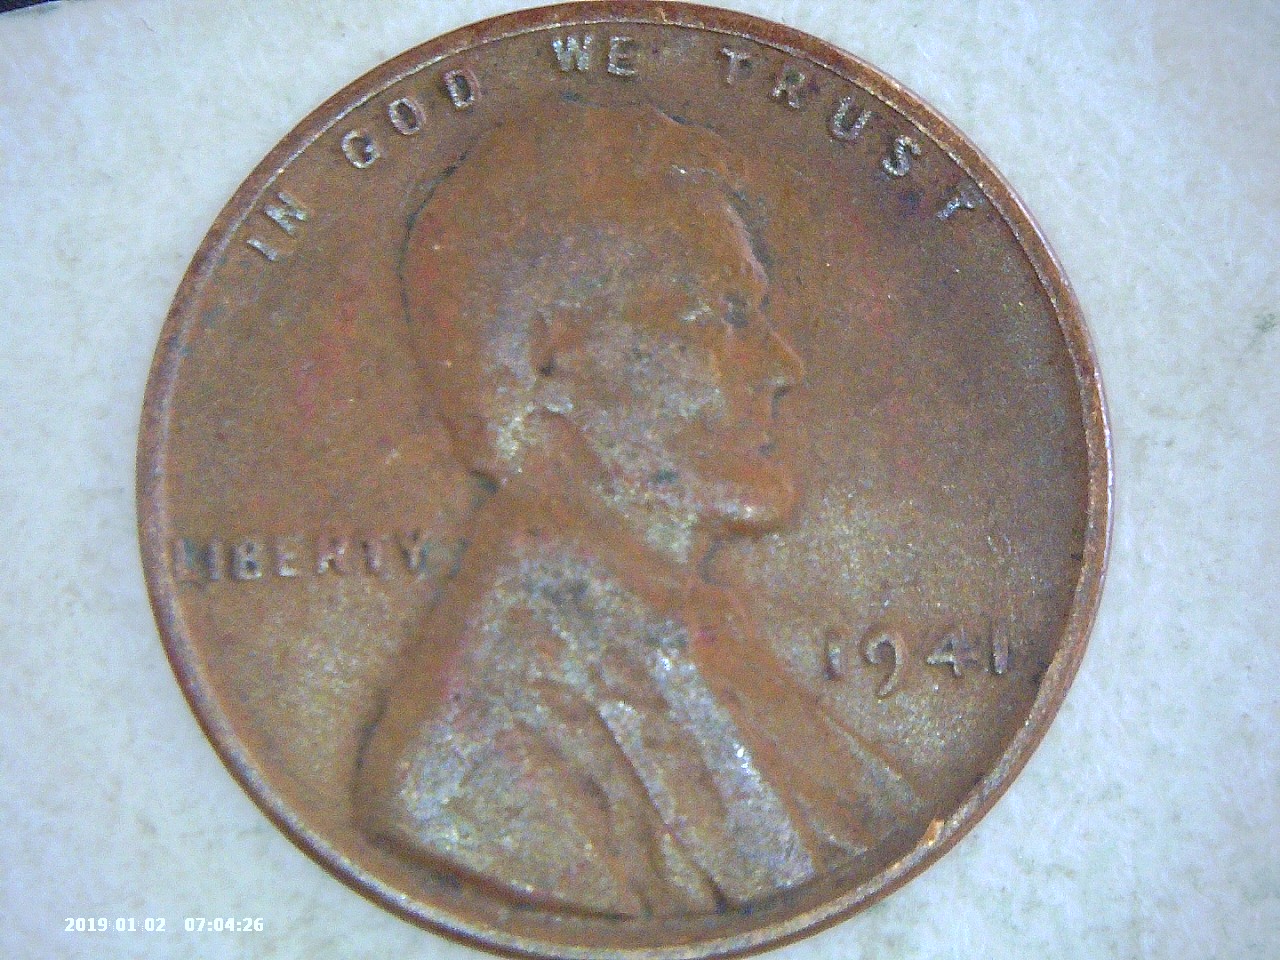 IN GOD WE TRUST
LIBERTY
1941
2019 01 02 07:04:26